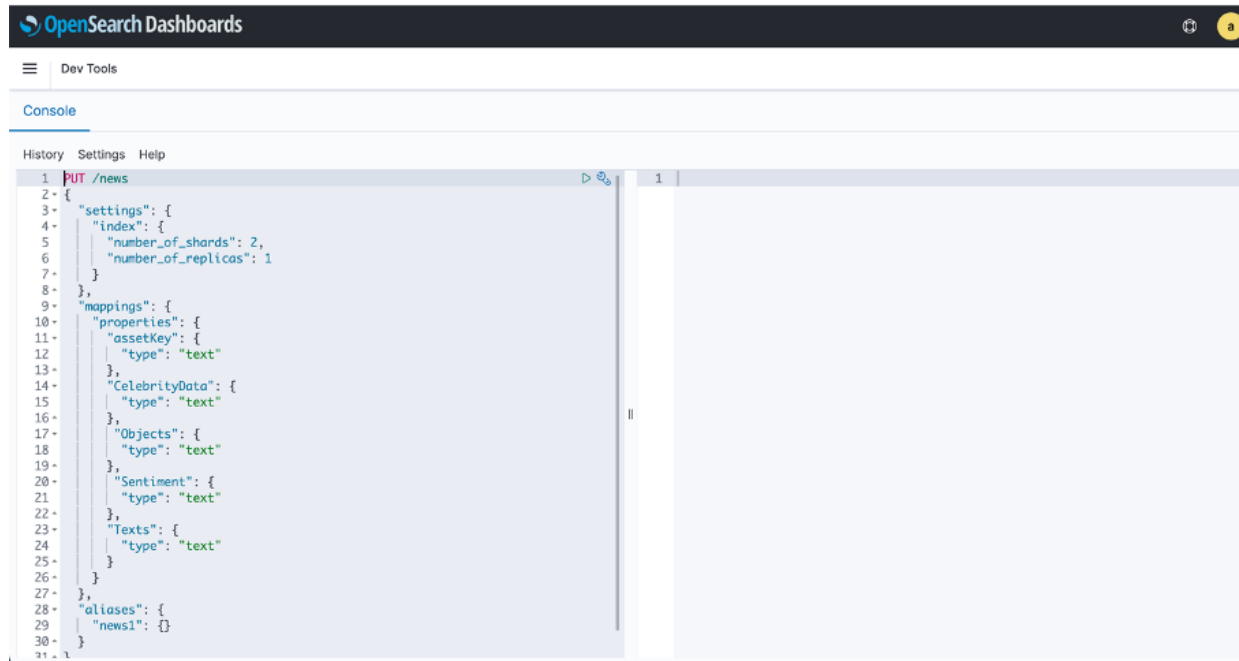 OpenSearch Dashboards
a
Dev Tools
Console
History Settings Help
1 PUT /news
2 {
3 "settings": {
4 "index": {
5 "number_of_shards": 2,
6 "number_of_replicas": 1
7 }
8 },
9 "mappings": {
10 "properties": {
11 "assetKey": {
12 "type": "text"
13 },
14 "CelebrityData": {
15 "type": "text"
16 },
17 "Objects": {
18 "type": "text"
19 },
20 "Sentiment": {
21 "type": "text"
22 },
23 "Texts": {
24 "type": "text"
25 }
26 }
27 },
28 "aliases": {
29 "news1": {}
30 }
31 }
1